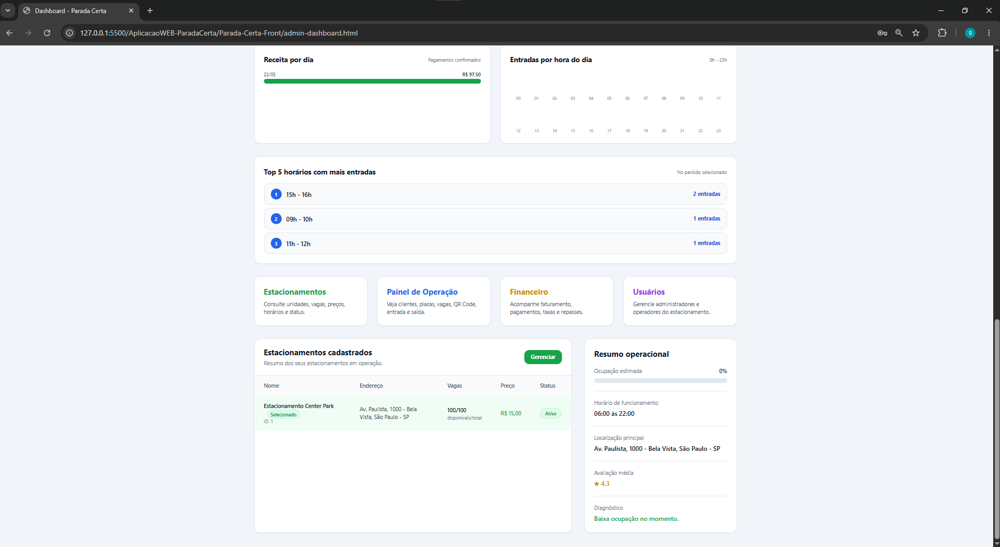 Dashboard - Parada Certa
127.0.0.1:5500/AplicacaoWEB-ParadaCerta/Parada-Certa-Front/admin-dashboard.html
g
Receita por dia
Pagamentos confirmados
22/05
R$ 97,50
Entradas por hora do dia
0h - 23h
00 01 02 03 04 05 06 07 08 09 10 11
12 13 14 15 16 17 18 19 20 21 22 23
Top 5 horários com mais entradas
No período selecionado
1 15h - 16h 2 entradas
2 09h - 10h 1 entradas
3 11h - 12h 1 entradas
Estacionamentos
Consulte unidades, vagas, preços,
horários e status.
Painel de Operação
Veja clientes, placas, vagas, QR Code,
entrada e saída.
Financeiro
Acompanhe faturamento,
pagamentos, taxas e repasses.
Usuários
Gerencie administradores e
operadores do estacionamento.
Estacionamentos cadastrados
Resumo dos seus estacionamentos em operação.
Gerenciar
Nome Endereço Vagas Preço Status
Estacionamento Center Park
Selecionado
ID: 1
Av. Paulista, 1000 - Bela
Vista, São Paulo - SP
100/100
disponíveis/total
R$ 15,00
Ativo
Resumo operacional
Ocupação estimada 0%
Horário de funcionamento
06:00 às 22:00
Localização principal
Av. Paulista, 1000 - Bela Vista, São Paulo - SP
Avaliação média
★ 4.3
Diagnóstico
Baixa ocupação no momento.